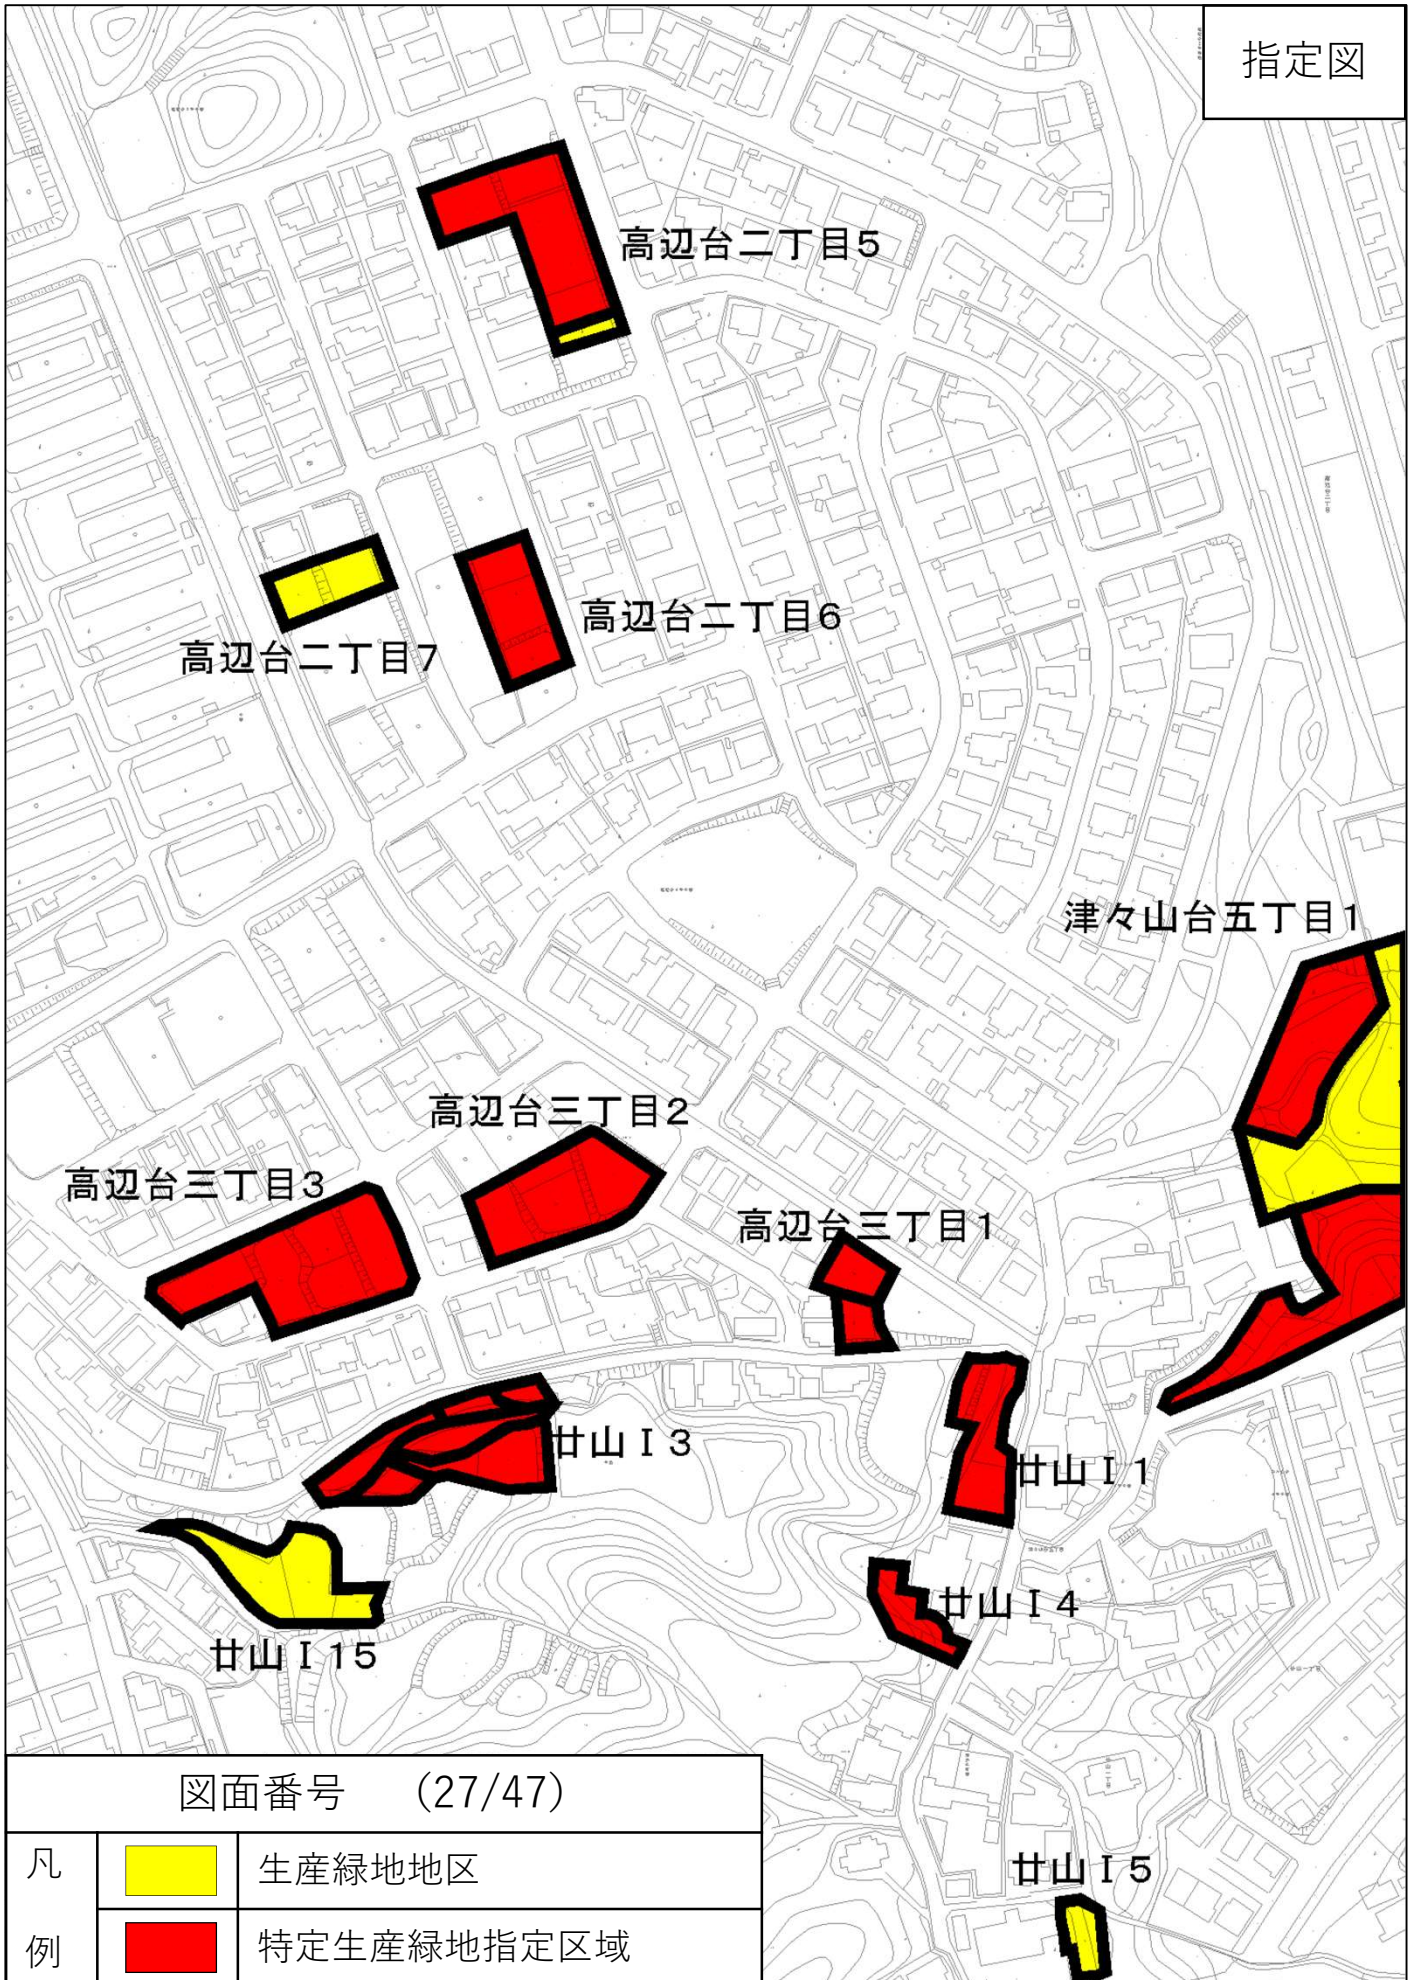 指定図
高辺台二丁目5
高辺台二丁目6
高辺台二丁目7
津々山台五丁目1
高辺台三丁目2
高辺台三丁目3
高辺台三丁目1
廿山Ⅰ3
廿山Ⅰ1
廿山Ⅰ4
廿山Ⅰ15
廿山Ⅰ5
図面番号 (27/47)
凡例
生産緑地地区
特定生産緑地指定区域